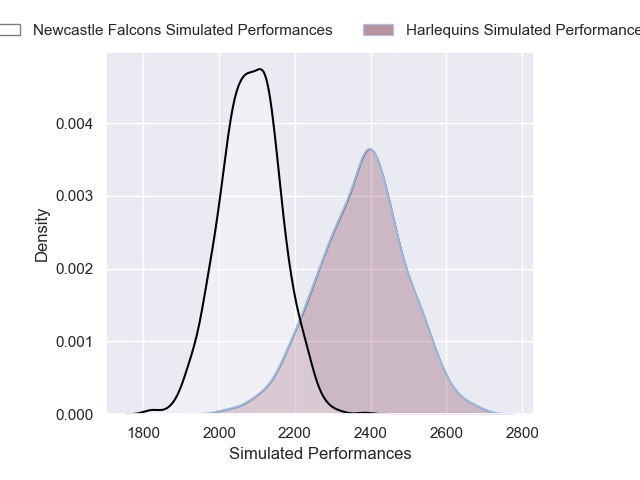 Newcastle Falcons Simulated Performances Harlequins Simulated Performance
0.004
0.003
0.002
0.001
0.000
Density
1800 2000 2200 2400 2600 2800
Simulated Performances